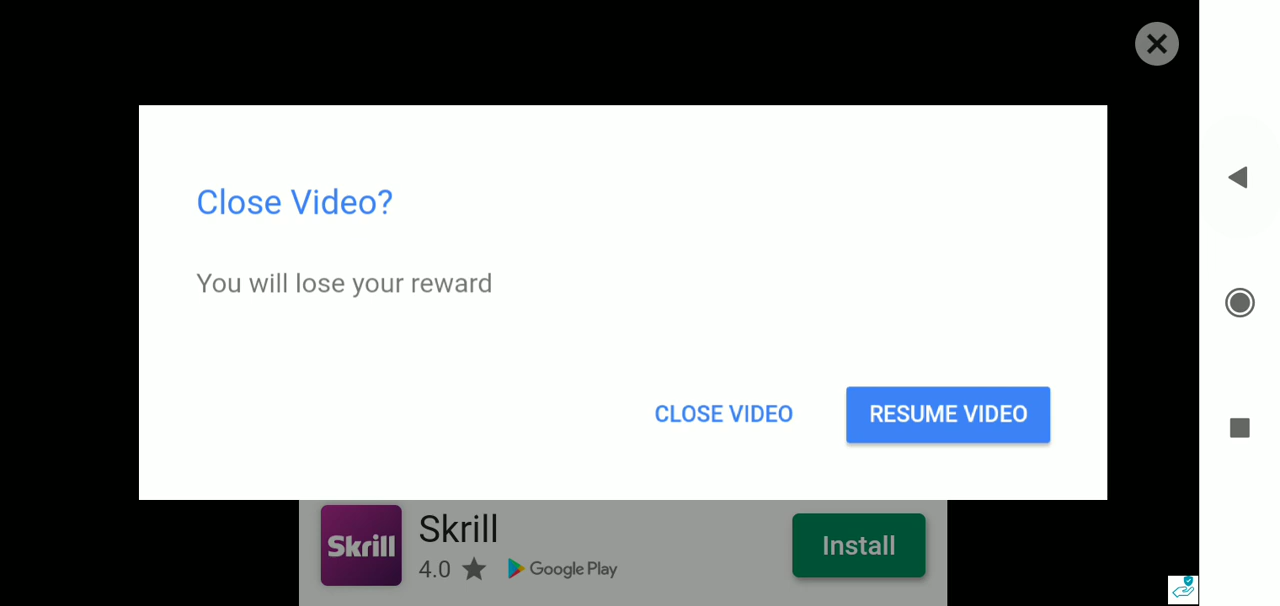 Close Video?
You will lose your reward
CLOSE VIDEO
RESUME VIDEO
Skrill
Skrill
4.0
Google Play
Install